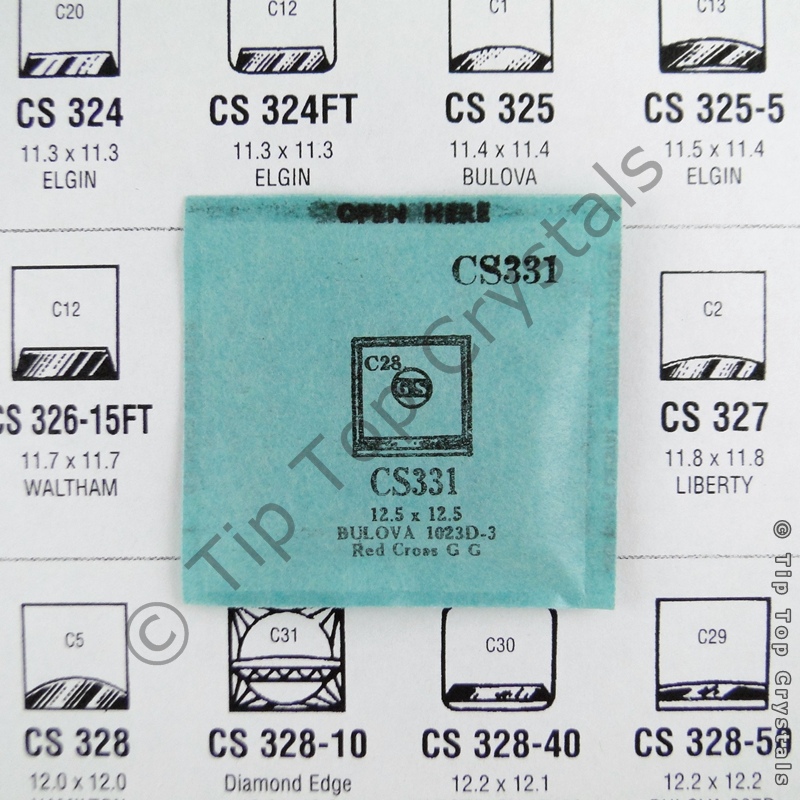 C20
C12
C1
C13
CS 324
CS 324FT
CS 325
CS 325-5
11.3 x 11.3
11.3 x 11.3
11.4 x 11.4
11.5 x 11.4
ELGIN
ELGIN
BULOVA
ELGIN
OPEN HERE
CS331
C12
C28
GS
C2
CS 326-15FT
CS 327
11.7 x 11.7
11.8 x 11.8
WALTHAM
LIBERTY
CS331
12.5 x 12.5
BULOVA 1023D-3
Red Cross G G
C5
C31
C30
C29
CS 328
CS 328-10
CS 328-40
12.0 x 12.0
Diamond Edge
12.2 x 12.1
12.2 x 12.2
© Tip Top Crystals
© Tip Top Crystals